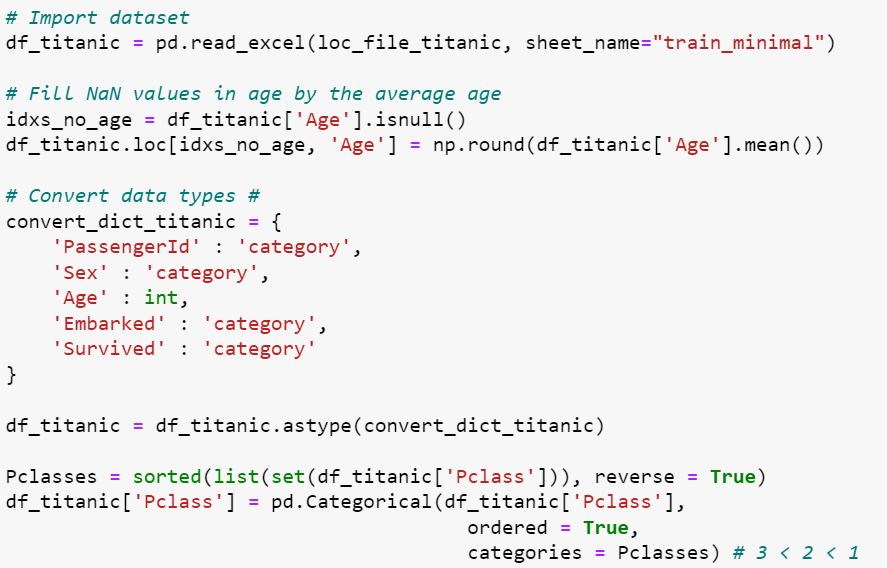 # Import dataset
df_titanic = pd.read_excel(loc_file_titanic, sheet_name="train_minimal")
# Fill NaN values in age by the average age
idxs_no_age = df_titanic['Age'].isnull()
df_titanic.loc[idxs_no_age, 'Age'] = np.round(df_titanic['Age'].mean())
# Convert data types #
convert_dict_titanic = {
    'PassengerId' : 'category',
    'Sex' : 'category',
    'Age' : int,
    'Embarked' : 'category',
    'Survived' : 'category'
}
df_titanic = df_titanic.astype(convert_dict_titanic)
Pclasses = sorted(list(set(df_titanic['Pclass'])), reverse = True)
df_titanic['Pclass'] = pd.Categorical(df_titanic['Pclass'],
                                       ordered = True,
                                       categories = Pclasses) # 3 < 2 < 1